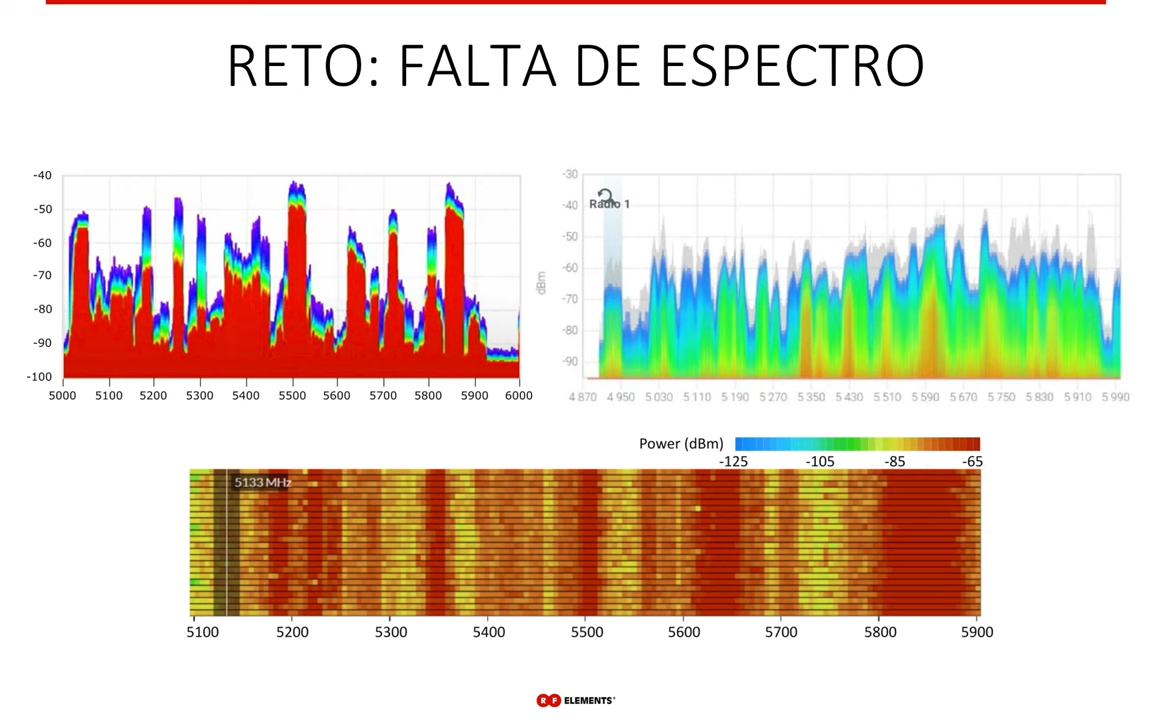 RETO: FALTA DE ESPECTRO
-40
-50
-60
-70
-80
-90
-100
5000 5100 5200 5300 5400 5500 5600 5700 5800 5900 6000
-30
-40
-50
-60
-70
-80
-90
dBm
Radio 1
4 870 4 950 5 030 5 110 5 190 5 270 5 350 5 430 5 510 5 590 5 670 5 750 5 830 5 910 5 990
Power (dBm)
-125 -105 -85 -65
5133 MHz
5100 5200 5300 5400 5500 5600 5700 5800 5900
RF ELEMENTS